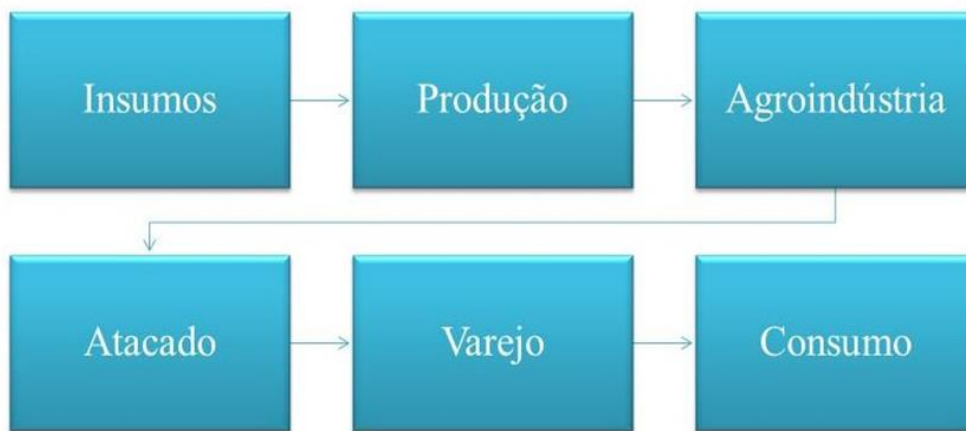 Insumos
Produção
Agroindústria
Atacado
Varejo
Consumo